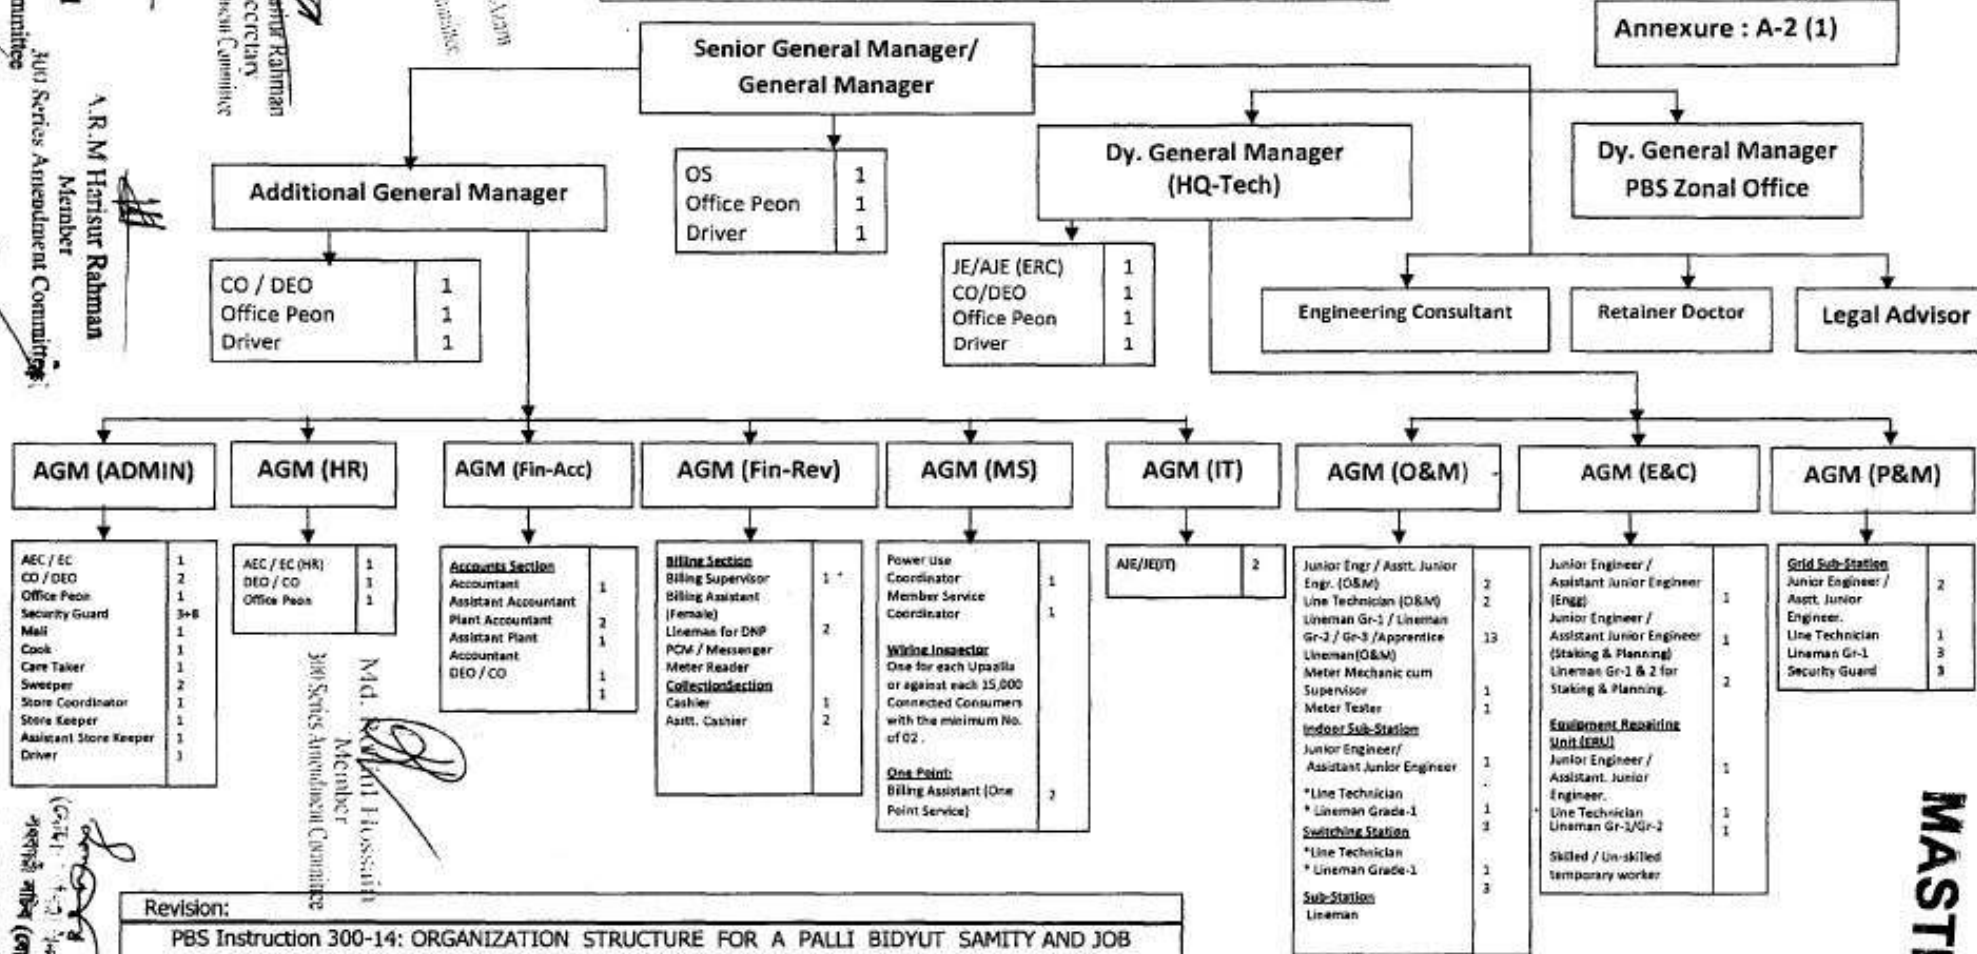 Annexure : A-2 (1)
Senior General Manager/
General Manager
Additional General Manager
OS 1
Office Peon 1
Driver 1
Dy. General Manager
(HQ-Tech)
Dy. General Manager
PBS Zonal Office
CO / DEO 1
Office Peon 1
Driver 1
JE/AJE (ERC) 1
CO/DEO 1
Office Peon 1
Driver 1
Engineering Consultant
Retainer Doctor
Legal Advisor
AGM (ADMIN)
AGM (HR)
AGM (Fin-Acc)
AGM (Fin-Rev)
AGM (MS)
AGM (IT)
AGM (O&M)
AGM (E&C)
AGM (P&M)
AEC / EC 1
CO / DEO 2
Office Peon 1
Security Guard 3+8
Mali 1
Cook 1
Care Taker 1
Sweeper 2
Store Coordinator 1
Store Keeper 1
Assistant Store Keeper 1
Driver 1
AEC / EC (HR) 1
DEO / CO 1
Office Peon 1
Accounts Section
Accountant 1
Assistant Accountant
Plant Accountant 2
Assistant Plant 1
Accountant
DEO / CO 1
1
Billing Section
Billing Supervisor 1
Billing Assistant
(Female)
Lineman for DNP 2
PCM / Messenger
Meter Reader
CollectionSection
Cashier 1
Asstt. Cashier 2
Power Use
Coordinator 1
Member Service
Coordinator 1
Wiring Inspector
One for each Upazilla
or against each 15,000
Connected Consumers
with the minimum No.
of 02 .
One Point:
Billing Assistant (One 2
Point Service)
AJE/JE(IT) 2
Junior Engr / Asstt. Junior
Engr. (O&M) 2
Line Technician (O&M) 2
Lineman Gr-1 / Lineman
Gr-2 / Gr-3 /Apprentice 13
Lineman(O&M)
Meter Mechanic cum
Supervisor 1
Meter Tester 1
Indoor Sub-Station
Junior Engineer/ 1
Assistant Junior Engineer
*Line Technician
* Lineman Grade-1 1
Switching Station 3
*Line Technician
* Lineman Grade-1 1
3
Sub-Station
Lineman
Junior Engineer /
Assistant Junior Engineer
(Engg) 1
Junior Engineer /
Assistant Junior Engineer 1
(Staking & Planning)
Lineman Gr-1 & 2 for
Staking & Planning. 2
Equipment Repairing
Unit (ERU)
Junior Engineer / 1
Assistant. Junior
Engineer.
Line Technician 1
Lineman Gr-1/Gr-2 1
Skilled / Un-skilled
temporary worker
Grid Sub-Station
Junior Engineer / 2
Asstt. Junior
Engineer.
Line Technician 1
Lineman Gr-1 3
Security Guard 3
A.R.M Harisur Rahman
Member
300 Series Amendment Committee
Member
300 Series Amendment Committee
Revision:
PBS Instruction 300-14: ORGANIZATION STRUCTURE FOR A PALLI BIDYUT SAMITY AND JOB